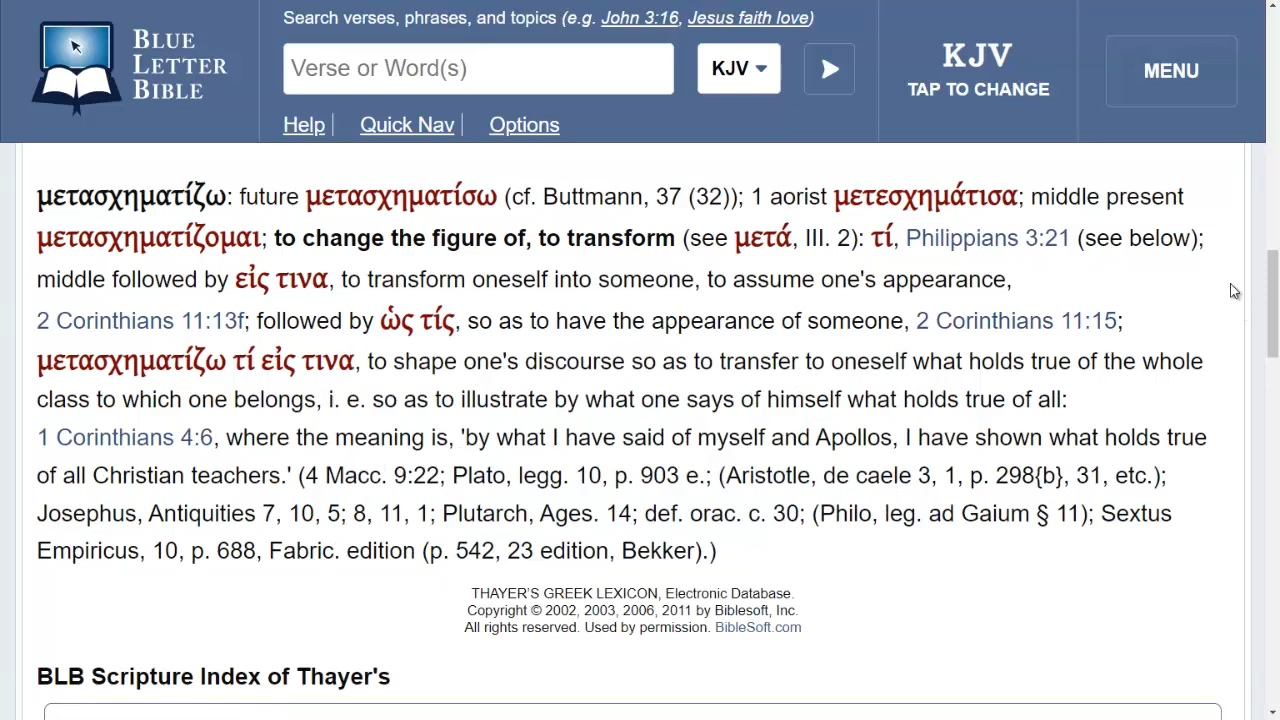 Search verses, phrases, and topics (e.g. John 3:16, Jesus faith love)
BLUE
LETTER
BIBLE
Verse or Word(s)
KJV
KJV
TAP TO CHANGE
MENU
Help
Quick Nav
Options
μετασχηματίζω: future μετασχηματίσω (cf. Buttmann, 37 (32)); 1 aorist μετεσχημάτισα; middle present
μετασχηματίζομαι; to change the figure of, to transform (see μετά, III. 2): τί, Philippians 3:21 (see below);
middle followed by εἰς τινα, to transform oneself into someone, to assume one's appearance,
2 Corinthians 11:13f; followed by ὡς τίς, so as to have the appearance of someone, 2 Corinthians 11:15;
μετασχηματίζω τί εἰς τινα, to shape one's discourse so as to transfer to oneself what holds true of the whole
class to which one belongs, i. e. so as to illustrate by what one says of himself what holds true of all:
1 Corinthians 4:6, where the meaning is, 'by what I have said of myself and Apollos, I have shown what holds true
of all Christian teachers.' (4 Macc. 9:22; Plato, legg. 10, p. 903 e.; (Aristotle, de caele 3, 1, p. 298{b}, 31, etc.);
Josephus, Antiquities 7, 10, 5; 8, 11, 1; Plutarch, Ages. 14; def. orac. c. 30; (Philo, leg. ad Gaium § 11); Sextus
Empiricus, 10, p. 688, Fabric. edition (p. 542, 23 edition, Bekker).)
THAYER'S GREEK LEXICON, Electronic Database.
Copyright © 2002, 2003, 2006, 2011 by Biblesoft, Inc.
All rights reserved. Used by permission. BibleSoft.com
BLB Scripture Index of Thayer's